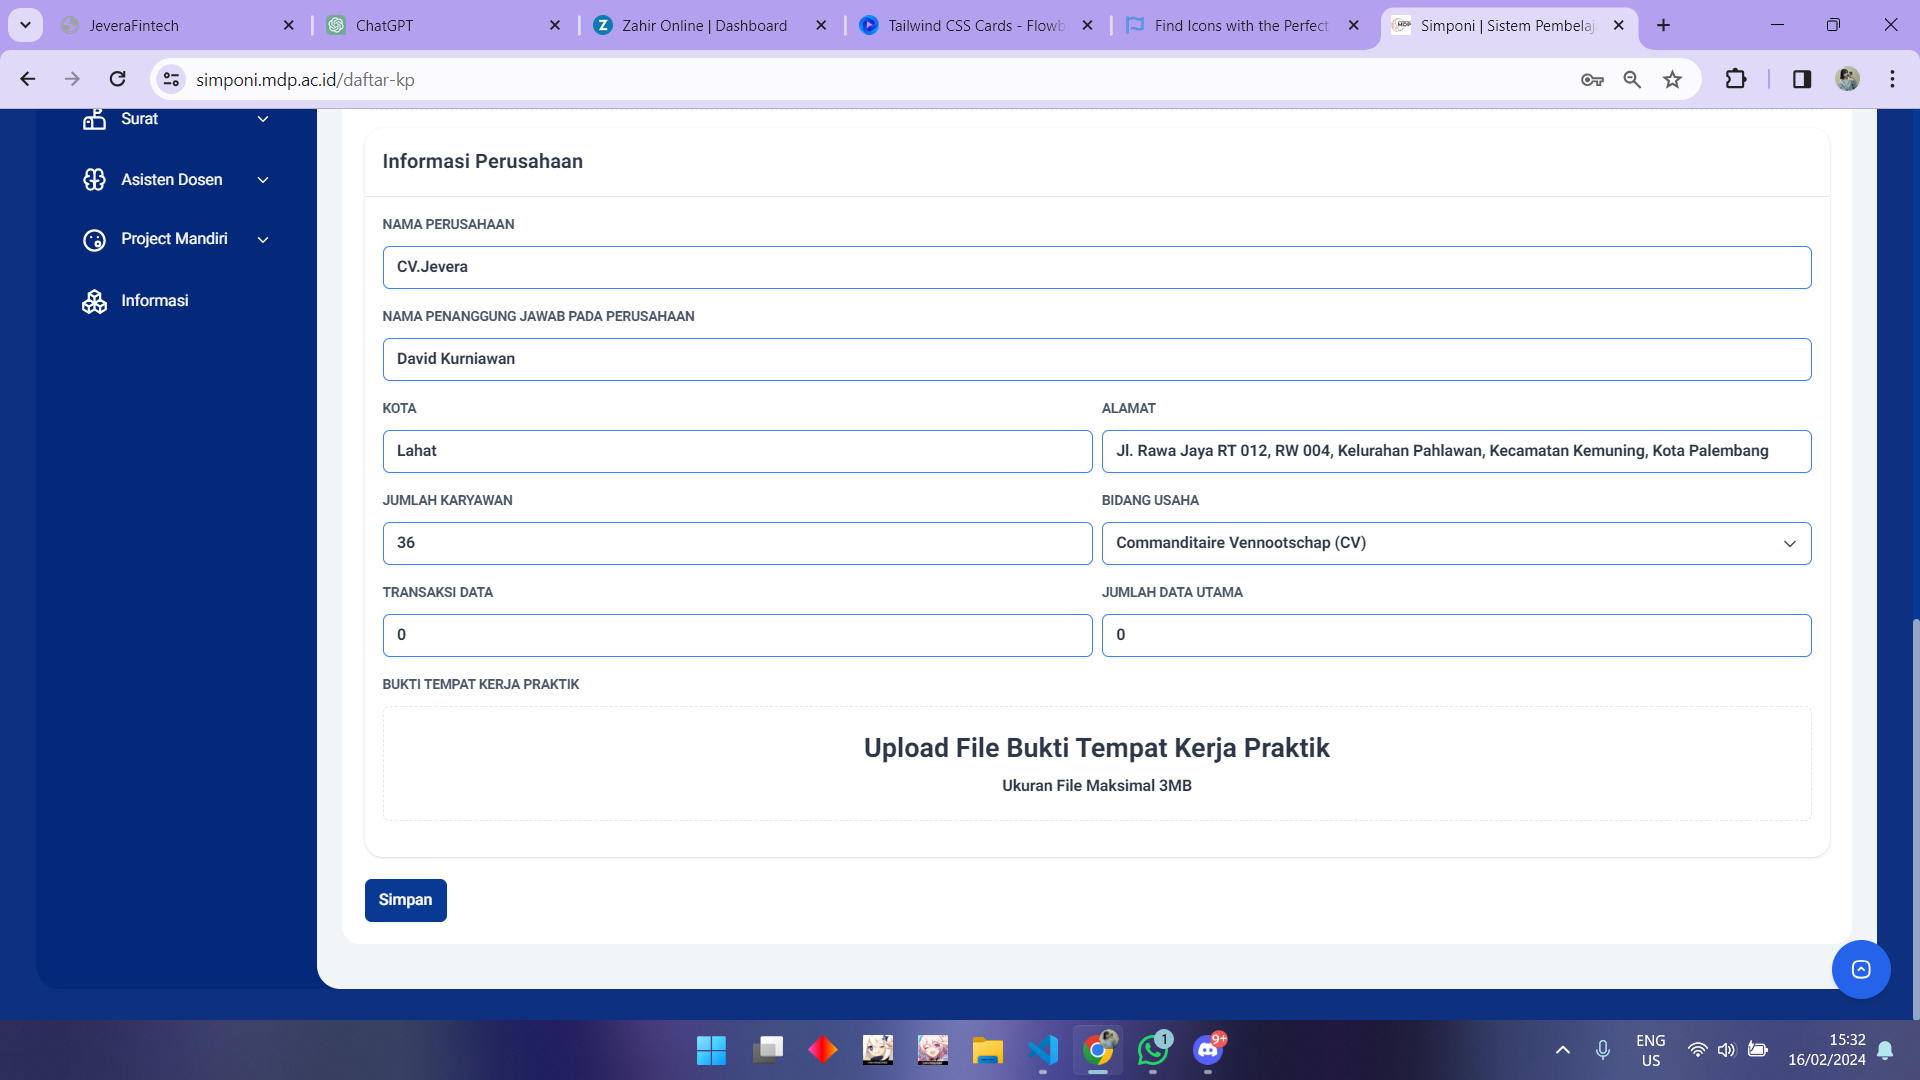 JeveraFintech
ChatGPT
Zahir Online | Dashboard
Tailwind CSS Cards - Flowb
Find Icons with the Perfect
Simponi | Sistem Pembelaj
simponi.mdp.ac.id/daftar-kp
Surat
Asisten Dosen
Project Mandiri
Informasi
Informasi Perusahaan
NAMA PERUSAHAAN
CV.Jevera
NAMA PENANGGUNG JAWAB PADA PERUSAHAAN
David Kurniawan
KOTA
Lahat
ALAMAT
Jl. Rawa Jaya RT 012, RW 004, Kelurahan Pahlawan, Kecamatan Kemuning, Kota Palembang
JUMLAH KARYAWAN
36
BIDANG USAHA
Commanditaire Vennootschap (CV)
TRANSAKSI DATA
0
JUMLAH DATA UTAMA
0
BUKTI TEMPAT KERJA PRAKTIK
Upload File Bukti Tempat Kerja Praktik
Ukuran File Maksimal 3MB
Simpan
1
9+
ENG
US
15:32
16/02/2024